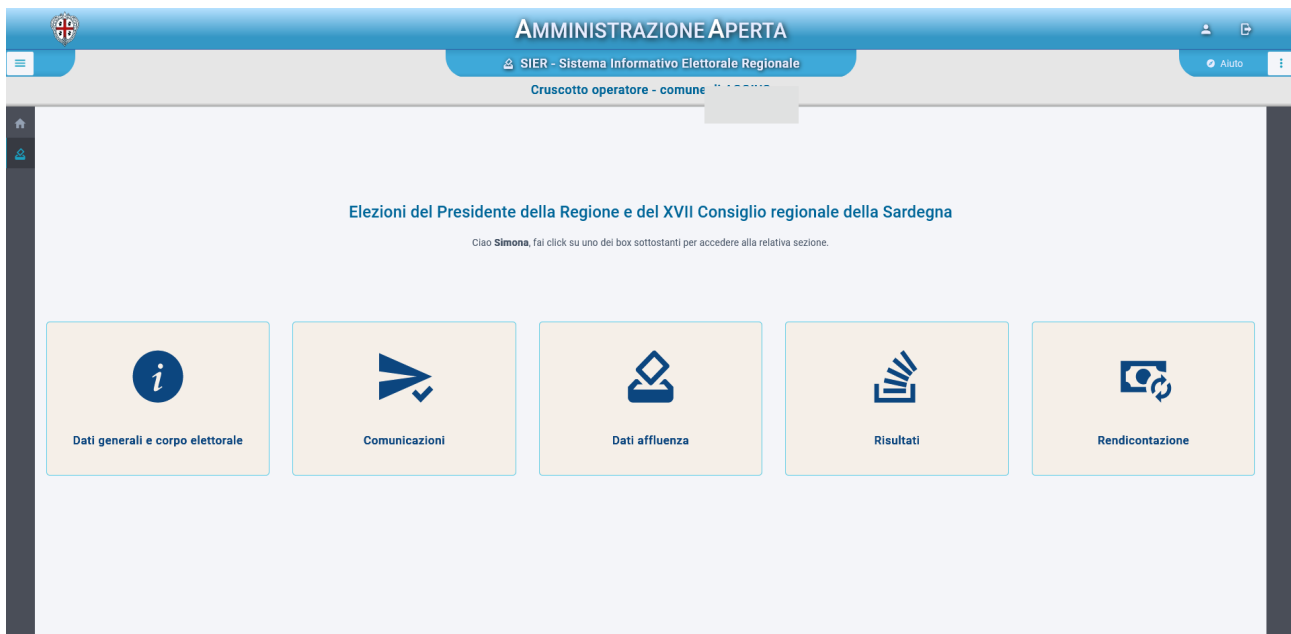 AMMINISTRAZIONE APERTA
SIER - Sistema Informativo Elettorale Regionale
Aiuto
Cruscotto operatore - comune
Elezioni del Presidente della Regione e del XVII Consiglio regionale della Sardegna
Ciao Simona, fai click su uno dei box sottostanti per accedere alla relativa sezione.
Dati generali e corpo elettorale
Comunicazioni
Dati affluenza
Risultati
Rendicontazione